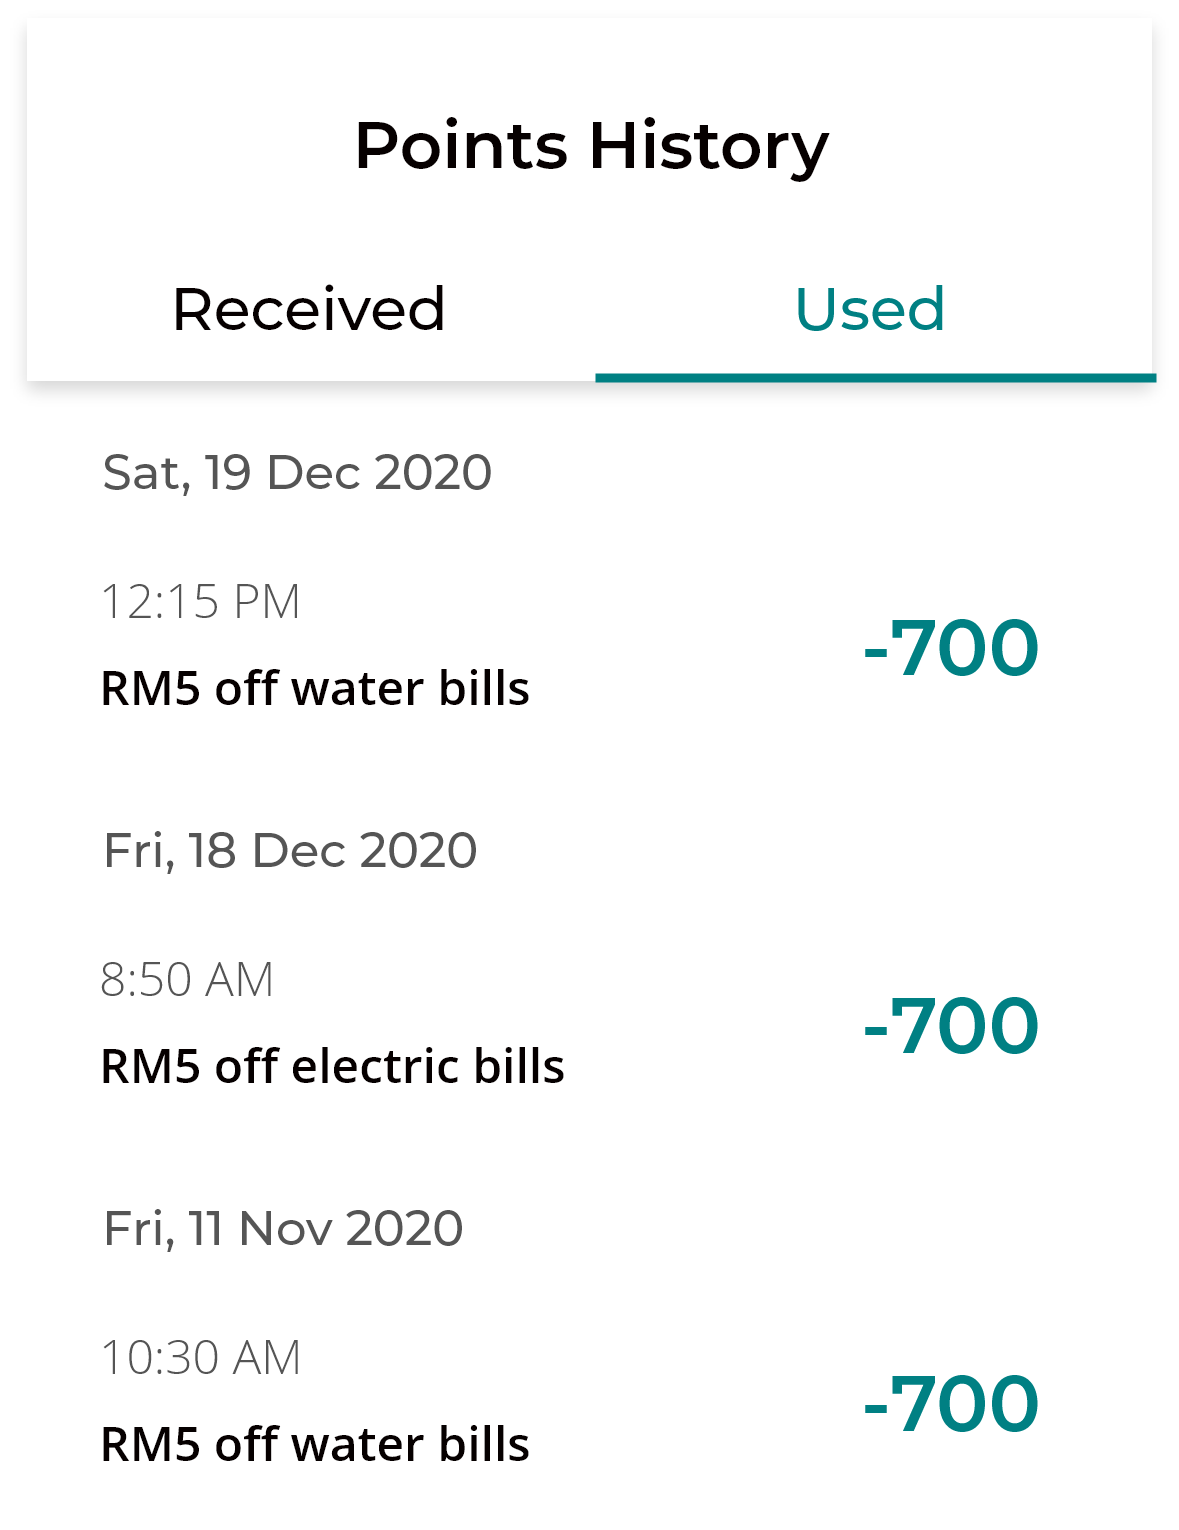 Points History
Received Used
Sat, 19 Dec 2020
12:15 PM
-700
RM5 off water bills
Fri, 18 Dec 2020
8:50 AM
-700
RM5 off electric bills
Fri, 11 Nov 2020
10:30 AM
-700
RM5 off water bills